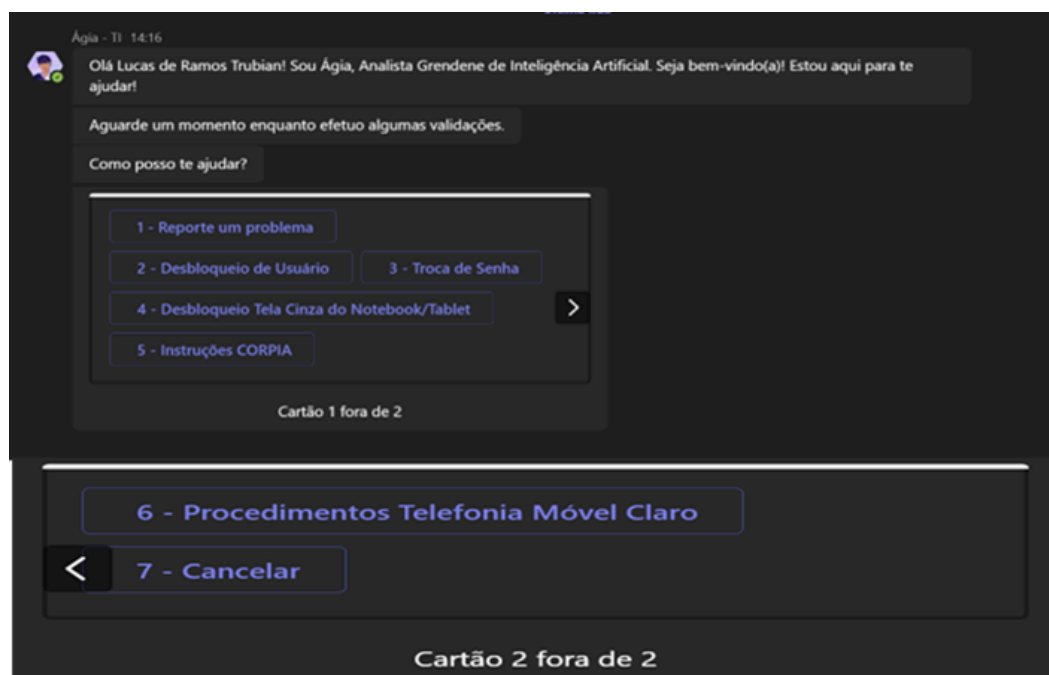 Ágia - TI 14:16
Olá Lucas de Ramos Trubian! Sou Ágia, Analista Grendene de Inteligência Artificial. Seja bem-vindo(a)! Estou aqui para te
ajudar!
Aguarde um momento enquanto efetuo algumas validações.
Como posso te ajudar?
1 - Reporte um problema
2 - Desbloqueio de Usuário 3 - Troca de Senha
4 - Desbloqueio Tela Cinza do Notebook/Tablet
5 - Instruções CORPIA
Cartão 1 fora de 2
6 - Procedimentos Telefonia Móvel Claro
7 - Cancelar
Cartão 2 fora de 2